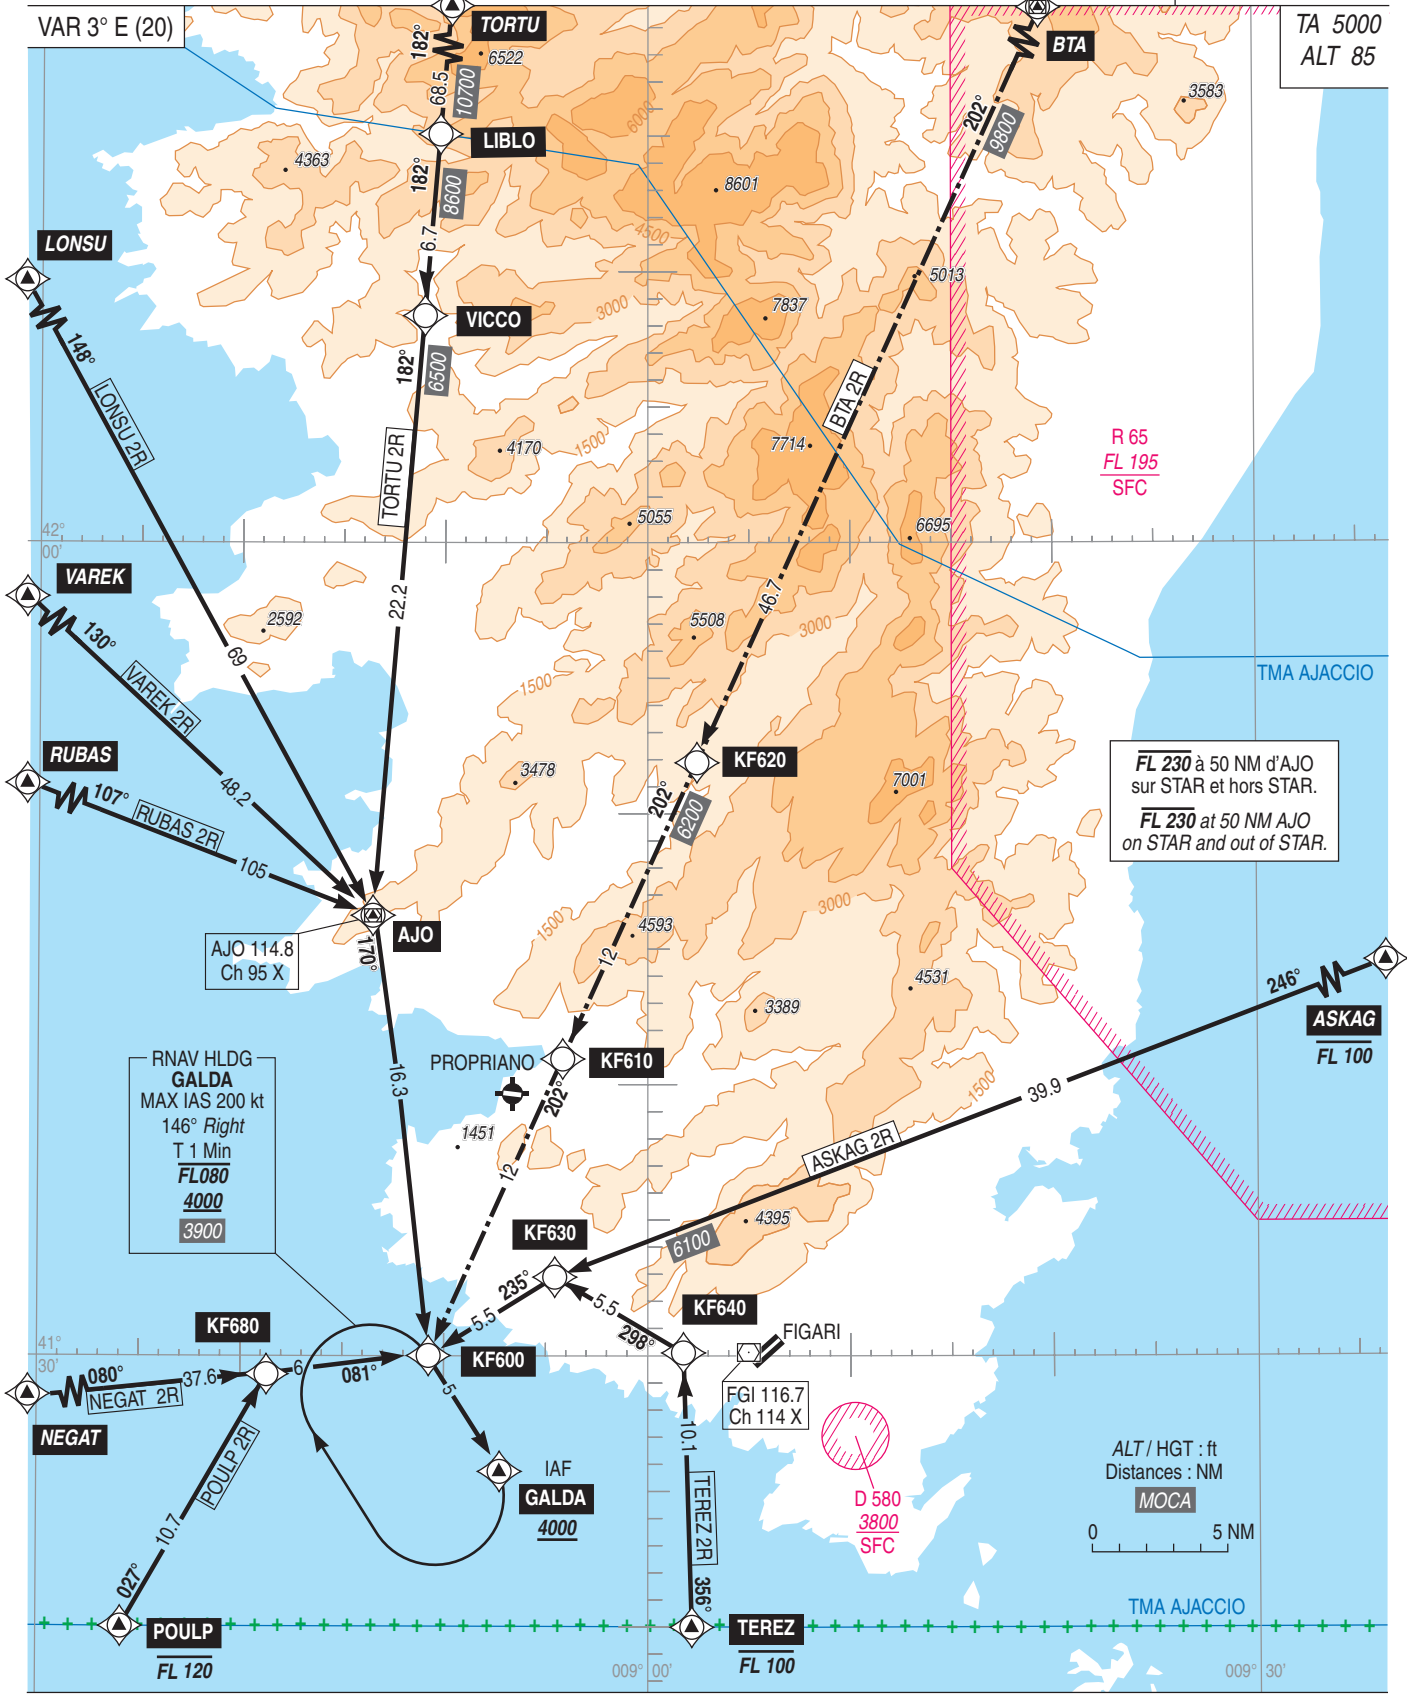 VAR 3° E (20)
TORTU
BTA
TA 5000
ALT 85
182°
6522
68.5
10700
6000
202°
9800
3583
LIBLO
4363
182°
8600
8601
6.7
4500
LONSU
5013
7837
3000
VICCO
148°
182°
6500
LONSU 2R
BTA 2R
4170
1500
7714
R 65
FL 195
SFC
TORTU 2R
5055
6695
42°
00'
VAREK
22.2
46.7
2592
5508
3000
130°
69
1500
TMA AJACCIO
VAREK 2R
RUBAS
KF620
3478
7001
FL 230 à 50 NM d'AJO
sur STAR et hors STAR.
FL 230 at 50 NM AJO
on STAR and out of STAR.
107°
48.2
202°
6200
RUBAS 2R
105
3000
1500
4593
AJO
AJO 114.8
Ch 95 X
170°
12
4531
246°
3389
ASKAG
FL 100
RNAV HLDG
GALDA
MAX IAS 200 kt
146° Right
T 1 Min
FL080
4000
3900
PROPRIANO
KF610
16.3
202°
1500
39.9
1451
ASKAG 2R
12
4395
KF630
6100
235°
5.5
5.5
KF640
298°
FIGARI
KF680
41°
30'
KF600
080°
37.6
6
081°
NEGAT 2R
5
FGI 116.7
Ch 114 X
NEGAT
POULP 2R
10.1
ALT / HGT : ft
Distances : NM
MOCA
IAF
GALDA
4000
D 580
3800
SFC
0 5 NM
10.7
TEREZ 2R
027°
356°
TMA AJACCIO
POULP
FL 120
TEREZ
FL 100
009° 00'
009° 30'